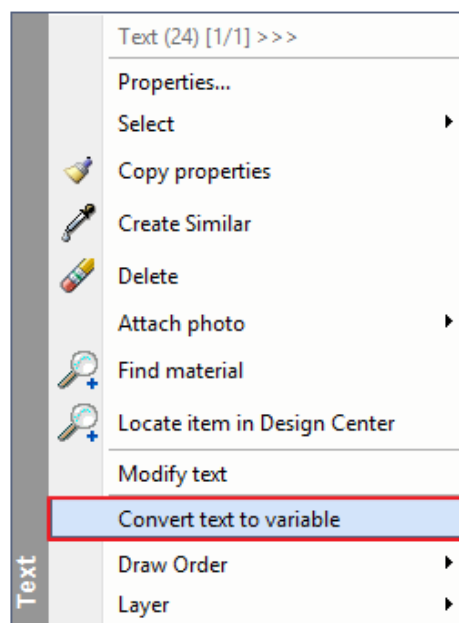 Text (24) [1/1] >>>
Properties...
Select
Copy properties
Create Similar
Delete
Attach photo
Find material
Locate item in Design Center
Modify text
Convert text to variable
Draw Order
Layer
Text